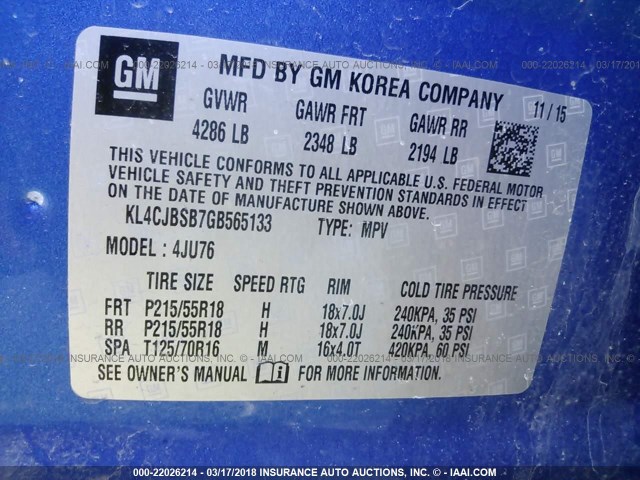 GM
MFD BY GM KOREA COMPANY
11 / 15
GVWR GAWR FRT GAWR RR
4286 LB 2348 LB 2194 LB
THIS VEHICLE CONFORMS TO ALL APPLICABLE U.S. FEDERAL MOTOR
VEHICLE SAFETY AND THEFT PREVENTION STANDARDS IN EFFECT
ON THE DATE OF MANUFACTURE SHOWN ABOVE.
KL4CJBSB7GB565133 TYPE: MPV
MODEL : 4JU76
TIRE SIZE SPEED RTG RIM COLD TIRE PRESSURE
FRT P215/55R18 H 18x7.0J 240KPA, 35 PSI
RR P215/55R18 H 18x7.0J 240KPA, 35 PSI
SPA T125/70R16 M 16x4.0T 420KPA, 60 PSI
SEE OWNER'S MANUAL FOR MORE INFORMATION.
000-22026214 - 03/17/2018 INSURANCE AUTO AUCTIONS, INC. © - IAAI.COM